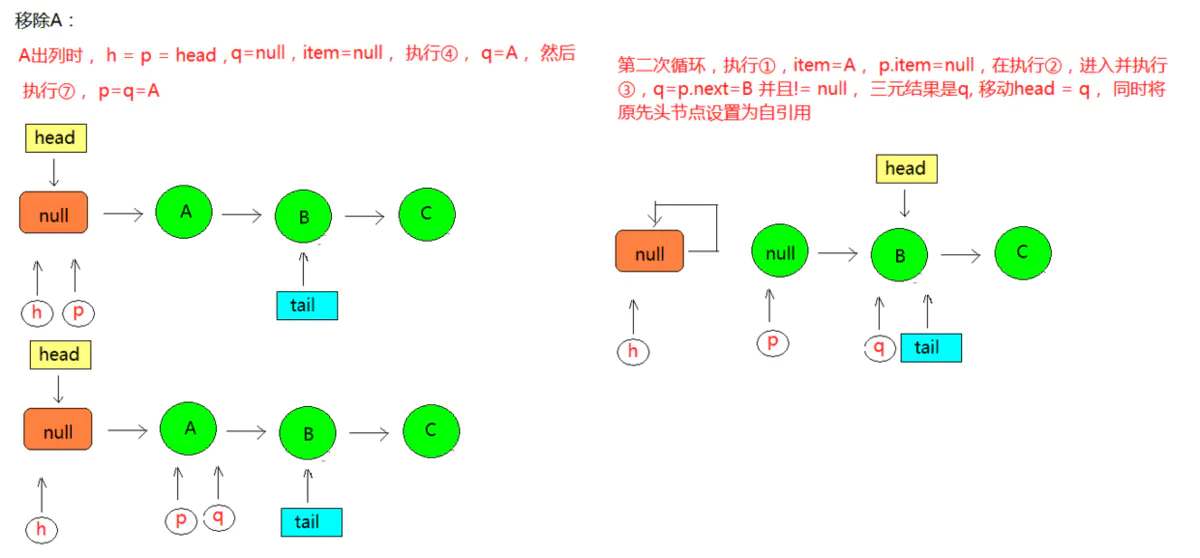 移除A：
A出列时， h = p = head , q=null，item=null， 执行④， q=A， 然后
执行⑦， p=q=A
head
null
A
B
C
h
p
tail
head
null
A
B
C
h
p
q
tail
第二次循环，执行①，item=A， p.item=null，在执行②，进入并执行
③，q=p.next=B 并且!= null， 三元结果是q, 移动head = q， 同时将
原先头节点设置为自引用
head
null
null
B
C
h
p
q
tail